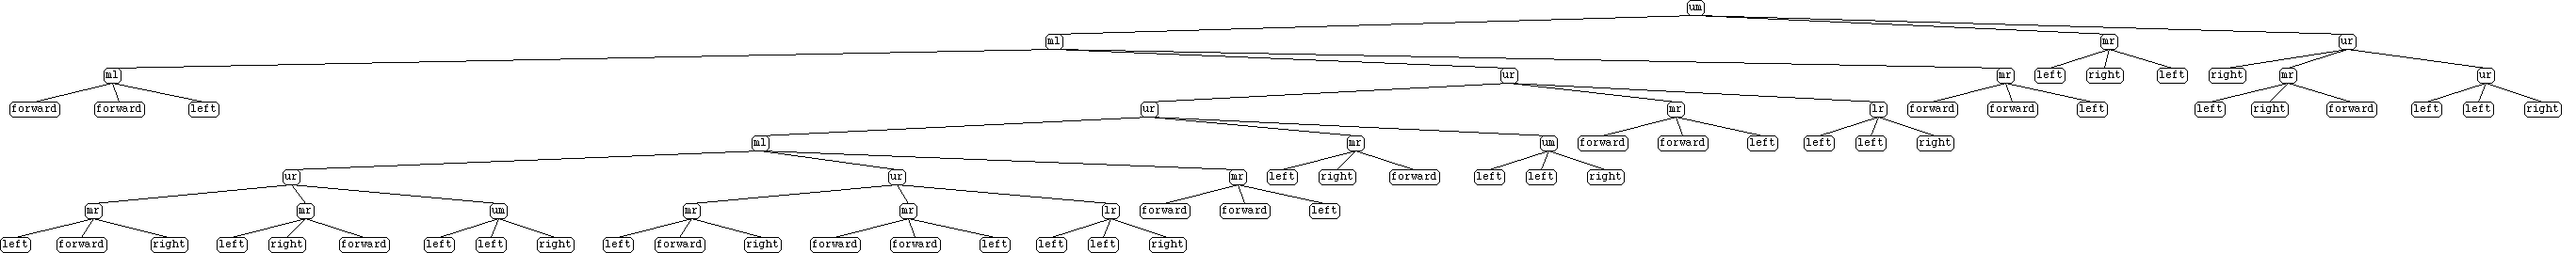 um
ml mr ur
ml ur mr left right left right mr ur
forward forward left ur mr lr forward forward left left right forward left left right
ml mr um forward forward left left left right
ur ur mr left right forward left left right
mr mr um mr mr lr forward forward left
left forward right left right forward left left right left forward right forward forward left left left right